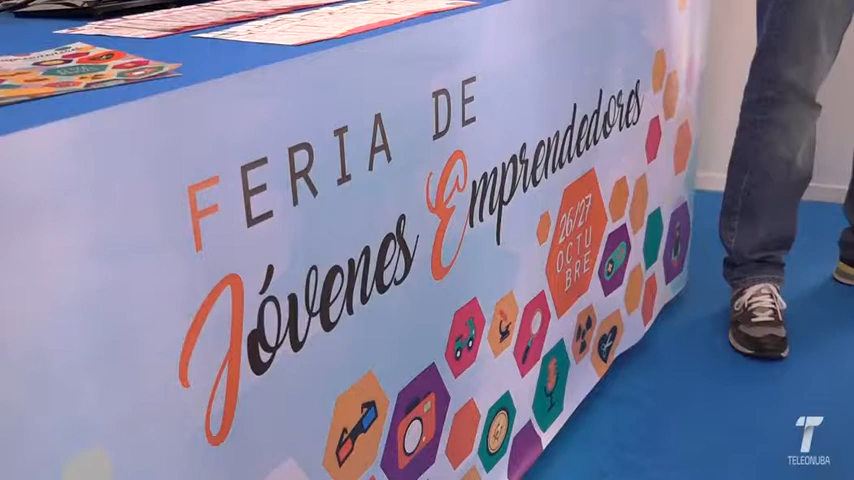 FERIA DE
Jóvenes Emprendedores
26/27
OCTU
BRE
TELEONUBA